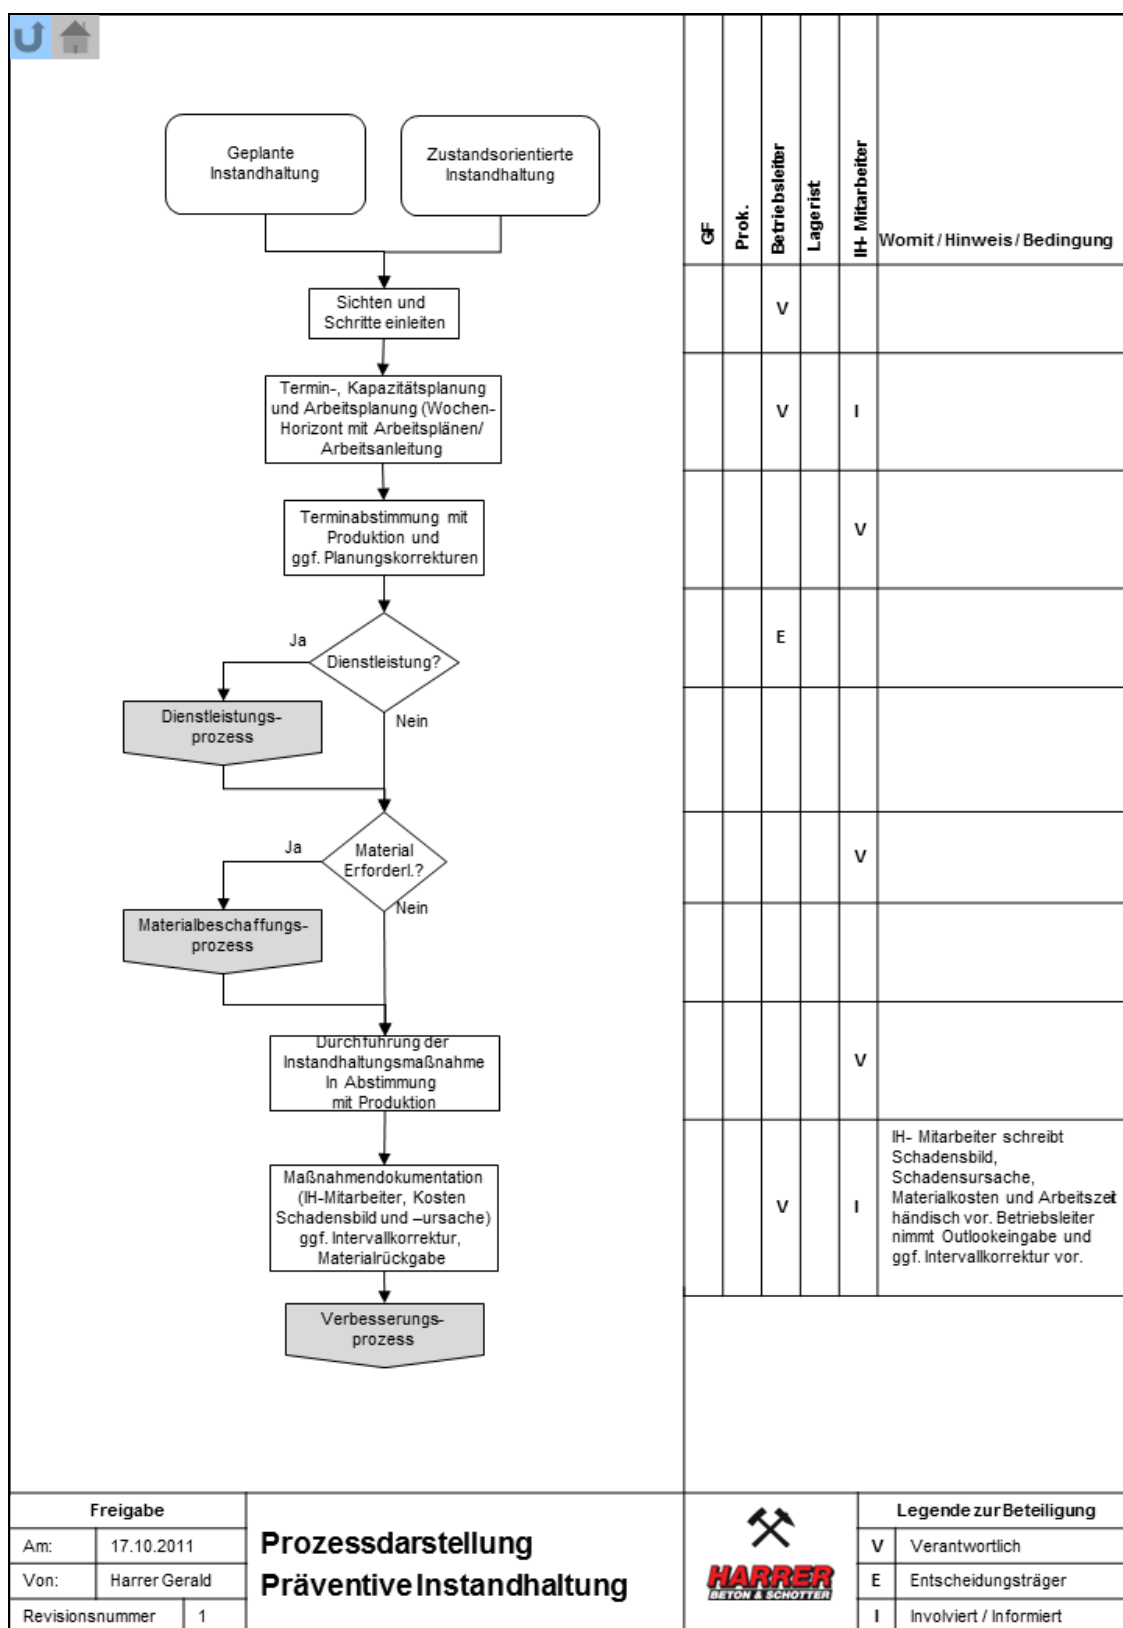 Geplante
Instandhaltung
Zustandsorientierte
Instandhaltung
GF
Prok.
Betriebsleiter
Lagerist
IH- Mitarbeiter
Womit / Hinweis / Bedingung
Sichten und
Schritte einleiten
V
Termin-, Kapazitätsplanung
und Arbeitsplanung (Wochen-
Horizont mit Arbeitsplänen/
Arbeitsanleitung
V
I
Terminabstimmung mit
Produktion und
ggf. Planungskorrekturen
V
Ja
Dienstleistung?
E
Dienstleistungs-
prozess
Nein
Ja
Material
Erforderl.?
V
Nein
Materialbeschaffungs-
prozess
Durchführung der
Instandhaltungsmaßnahme
In Abstimmung
mit Produktion
V
Maßnahmendokumentation
(IH-Mitarbeiter, Kosten
Schadensbild und –ursache)
ggf. Intervallkorrektur,
Materialrückgabe
V
I
IH- Mitarbeiter schreibt
Schadensbild,
Schadensursache,
Materialkosten und Arbeitszeit
händisch vor. Betriebsleiter
nimmt Outlookeingabe und
ggf. Intervallkorrektur vor.
Verbesserungs-
prozess
Freigabe
Am: 17.10.2011
Von: Harrer Gerald
Revisionsnummer 1
Prozessdarstellung
Präventive Instandhaltung
HARRER
BETON & SCHOTTER
Legende zur Beteiligung
V Verantwortlich
E Entscheidungsträger
I Involviert / Informiert